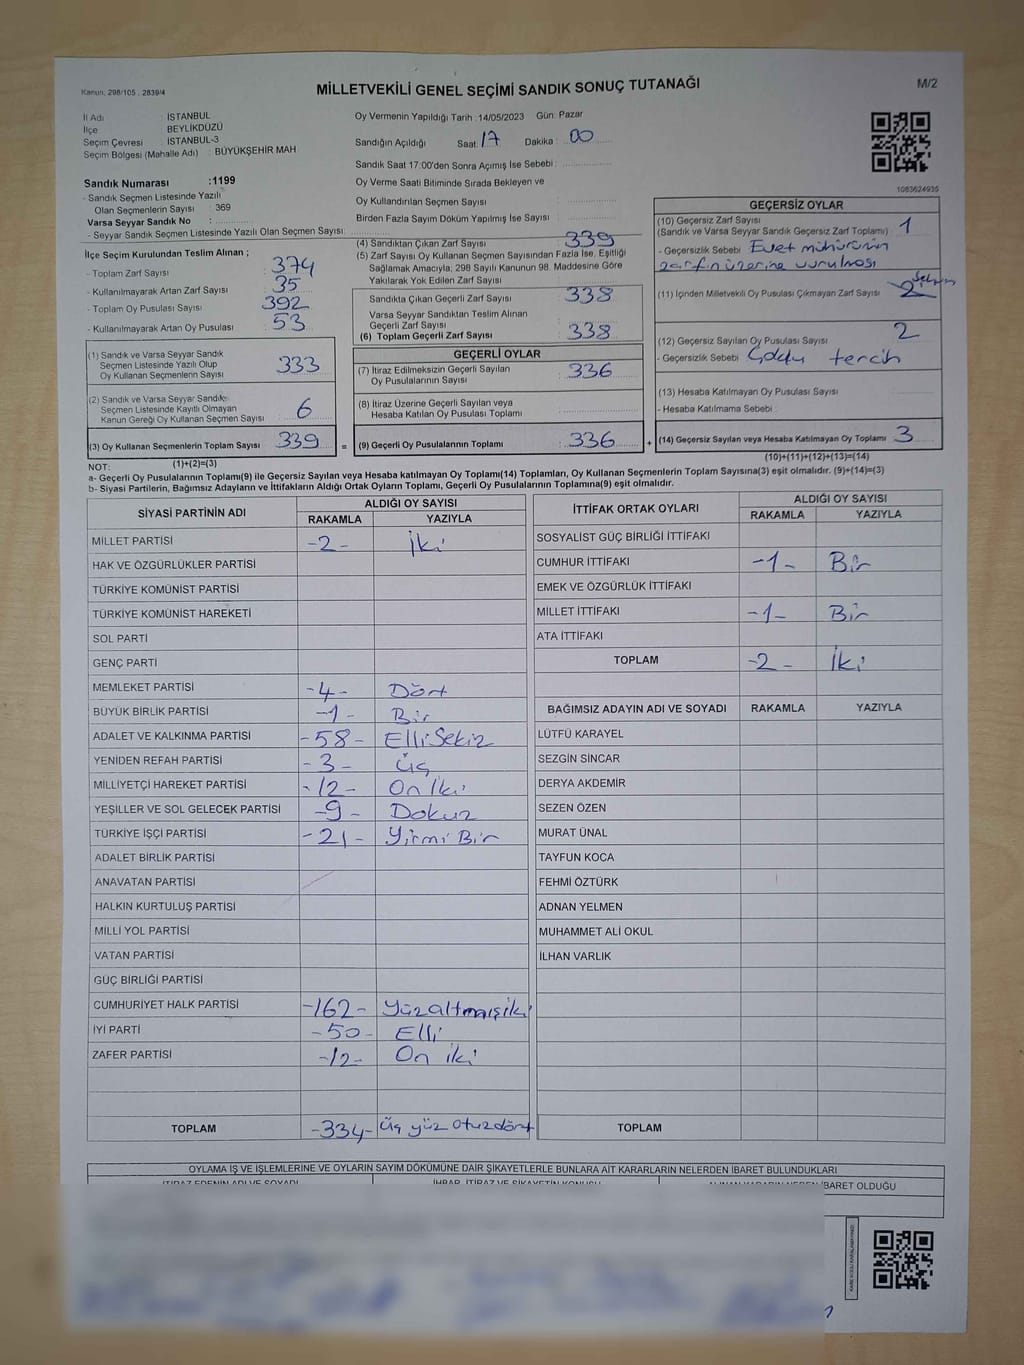 Kanun, 298/105 , 2839/4
MİLLETVEKİLİ GENEL SEÇİMİ SANDIK SONUÇ TUTANAĞI
M/2
İl Adı : İSTANBUL
İlçe : BEYLİKDÜZÜ
Seçim Çevresi : İSTANBUL-3
Seçim Bölgesi (Mahalle Adı) : BÜYÜKŞEHİR MAH
Oy Vermenin Yapıldığı Tarih : 14/05/2023 Gün: Pazar
Sandığın Açıldığı Saat: 17 Dakika : 00
Sandık Saat 17:00'den Sonra Açılmış İse Sebebi :
Oy Verme Saati Bitiminde Sırada Bekleyen ve
Oy Kullandırılan Seçmen Sayısı :
Birden Fazla Sayım Döküm Yapılmış İse Sayısı :
1083624935
Sandık Numarası :1199
- Sandık Seçmen Listesinde Yazılı
Olan Seçmenlerin Sayısı : 369
Varsa Seyyar Sandık No :
- Seyyar Sandık Seçmen Listesinde Yazılı Olan Seçmen Sayısı:
İlçe Seçim Kurulundan Teslim Alınan ;
- Toplam Zarf Sayısı : 374
- Kullanılmayarak Artan Zarf Sayısı : 35
- Toplam Oy Pusulası Sayısı : 392
- Kullanılmayarak Artan Oy Pusulası : 53
(1) Sandık ve Varsa Seyyar Sandık
Seçmen Listesinde Yazılı Olup
Oy Kullanan Seçmenlerin Sayısı : 333
(2) Sandık ve Varsa Seyyar Sandık
Seçmen Listesinde Kayıtlı Olmayan
Kanun Gereği Oy Kullanan Seçmen Sayısı : 6
(3) Oy Kullanan Seçmenlerin Toplam Sayısı : 339 =
(1)+(2)=(3)
(4) Sandıktan Çıkan Zarf Sayısı : 339
(5) Zarf Sayısı Oy Kullanan Seçmen Sayısından Fazla İse, Eşitliği
Sağlamak Amacıyla, 298 Sayılı Kanunun 98. Maddesine Göre
Yakılarak Yok Edilen Zarf Sayısı :
Sandıkta Çıkan Geçerli Zarf Sayısı : 338
Varsa Seyyar Sandıktan Teslim Alınan
Geçerli Zarf Sayısı :
(6) Toplam Geçerli Zarf Sayısı : 338
GEÇERLİ OYLAR
(7) İtiraz Edilmeksizin Geçerli Sayılan
Oy Pusulalarının Sayısı : 336
(8) İtiraz Üzerine Geçerli Sayılan veya
Hesaba Katılan Oy Pusulası Toplamı :
(9) Geçerli Oy Pusulalarının Toplamı : 336 +
GEÇERSİZ OYLAR
(10) Geçersiz Zarf Sayısı
(Sandık ve Varsa Seyyar Sandık Geçersiz Zarf Toplamı) : 1
- Geçersizlik Sebebi : Evet mührünün
zarfın üzerine vurulması
(11) İçinden Milletvekili Oy Pusulası Çıkmayan Zarf Sayısı : 2
(12) Geçersiz Sayılan Oy Pusulası Sayısı : 2
- Geçersizlik Sebebi : Çoklu tercih
(13) Hesaba Katılmayan Oy Pusulası Sayısı :
- Hesaba Katılmama Sebebi :
(14) Geçersiz Sayılan veya Hesaba Katılmayan Oy Toplamı : 3
(10)+(11)+(12)+(13)=(14)
NOT:
a- Geçerli Oy Pusulalarının Toplamı(9) ile Geçersiz Sayılan veya Hesaba katılmayan Oy Toplamı(14) Toplamları, Oy Kullanan Seçmenlerin Toplam Sayısına(3) eşit olmalıdır. (9)+(14)=(3)
b- Siyasi Partilerin, Bağımsız Adayların ve İttifakların Aldığı Ortak Oyların Toplamı, Geçerli Oy Pusulalarının Toplamına(9) eşit olmalıdır.
SİYASİ PARTİNİN ADI ALDIĞI OY SAYISI
RAKAMLA YAZIYLA
MİLLET PARTİSİ -2- İki
HAK VE ÖZGÜRLÜKLER PARTİSİ
TÜRKİYE KOMÜNİST PARTİSİ
TÜRKİYE KOMÜNİST HAREKETİ
SOL PARTİ
GENÇ PARTİ
MEMLEKET PARTİSİ -4- Dört
BÜYÜK BİRLİK PARTİSİ -1- Bir
ADALET VE KALKINMA PARTİSİ -58- Elli Sekiz
YENİDEN REFAH PARTİSİ -3- Üç
MİLLİYETÇİ HAREKET PARTİSİ -12- On İki
YEŞİLLER VE SOL GELECEK PARTİSİ -9- Dokuz
TÜRKİYE İŞÇİ PARTİSİ -21- Yirmi Bir
ADALET BİRLİK PARTİSİ
ANAVATAN PARTİSİ
HALKIN KURTULUŞ PARTİSİ
MİLLİ YOL PARTİSİ
VATAN PARTİSİ
GÜÇ BİRLİĞİ PARTİSİ
CUMHURİYET HALK PARTİSİ -162- Yüzaltmışiki
İYİ PARTİ -50- Elli
ZAFER PARTİSİ -12- On iki
TOPLAM -334- Üç yüz otuzdört
İTTİFAK ORTAK OYLARI ALDIĞI OY SAYISI
RAKAMLA YAZIYLA
SOSYALİST GÜÇ BİRLİĞİ İTTİFAKI
CUMHUR İTTİFAKI -1- Bir
EMEK VE ÖZGÜRLÜK İTTİFAKI
MİLLET İTTİFAKI -1- Bir
ATA İTTİFAKI
TOPLAM -2- İki
BAĞIMSIZ ADAYIN ADI VE SOYADI RAKAMLA YAZIYLA
LÜTFÜ KARAYEL
SEZGİN SİNCAR
DERYA AKDEMİR
SEZEN ÖZEN
MURAT ÜNAL
TAYFUN KOCA
FEHMİ ÖZTÜRK
ADNAN YELMEN
MUHAMMET ALİ OKUL
İLHAN VARLIK
TOPLAM
OYLAMA İŞ VE İŞLEMLERİNE VE OYLARIN SAYIM DÖKÜMÜNE DAİR ŞİKAYETLERLE BUNLARA AİT KARARLARIN NELERDEN İBARET BULUNDUKLARI
İTİRAZ EDENİN ADI VE SOYADI İHBAR, İTİRAZ VE ŞİKAYETİN KONUSU ALINAN KARARIN NEDEN İBARET OLDUĞU